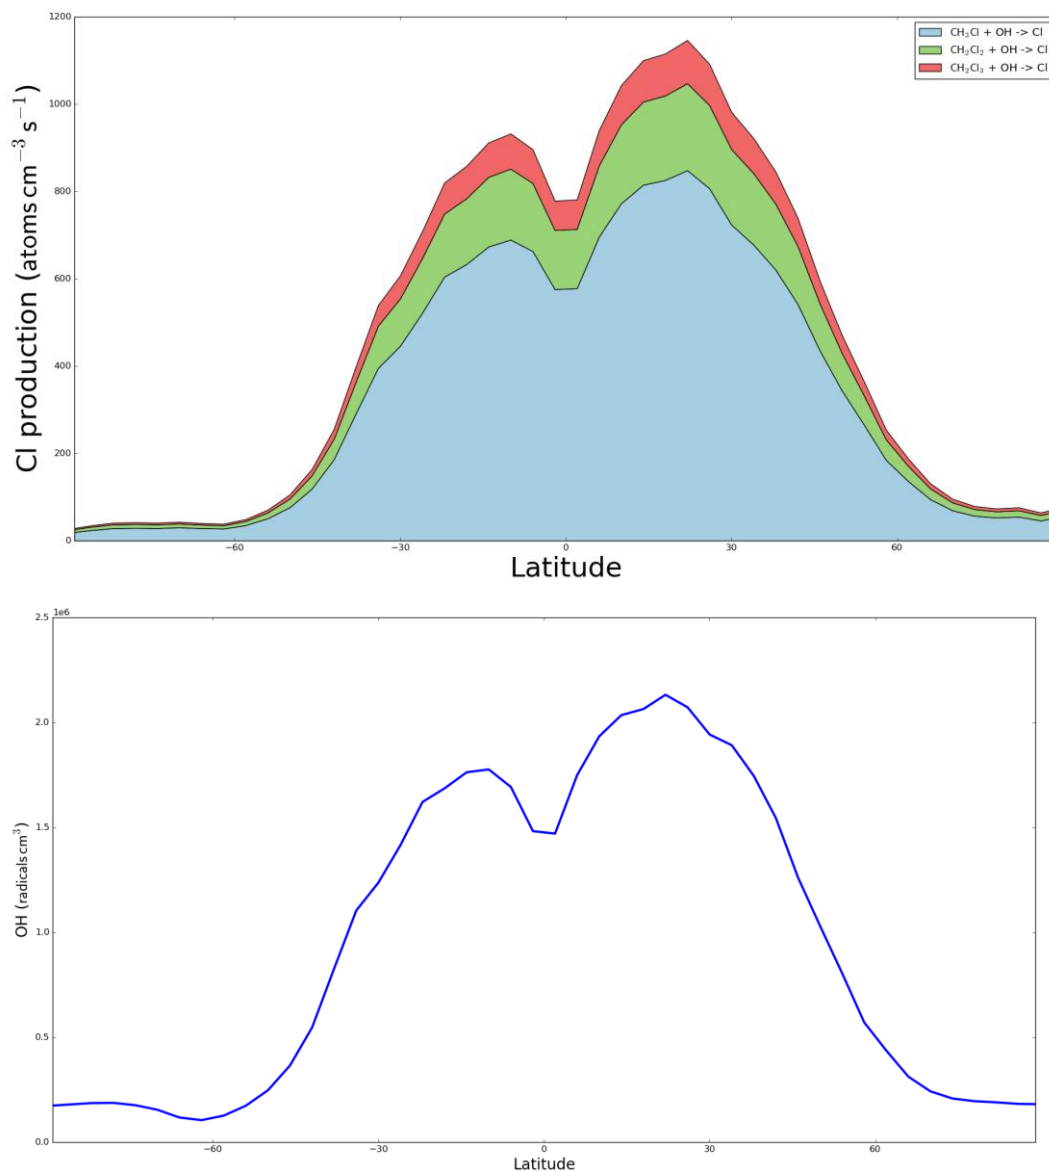 1200
1000
800
600
400
200
0
Cl production (atoms cm⁻³ s⁻¹)
CH₃Cl + OH -> Cl
CH₂Cl₂ + OH -> Cl
CH₂Cl₃ + OH -> Cl
−60 −30 0 30 60
Latitude
1e6
2.5
2.0
1.5
1.0
0.5
0.0
OH (radicals cm³)
−60 −30 0 30 60
Latitude